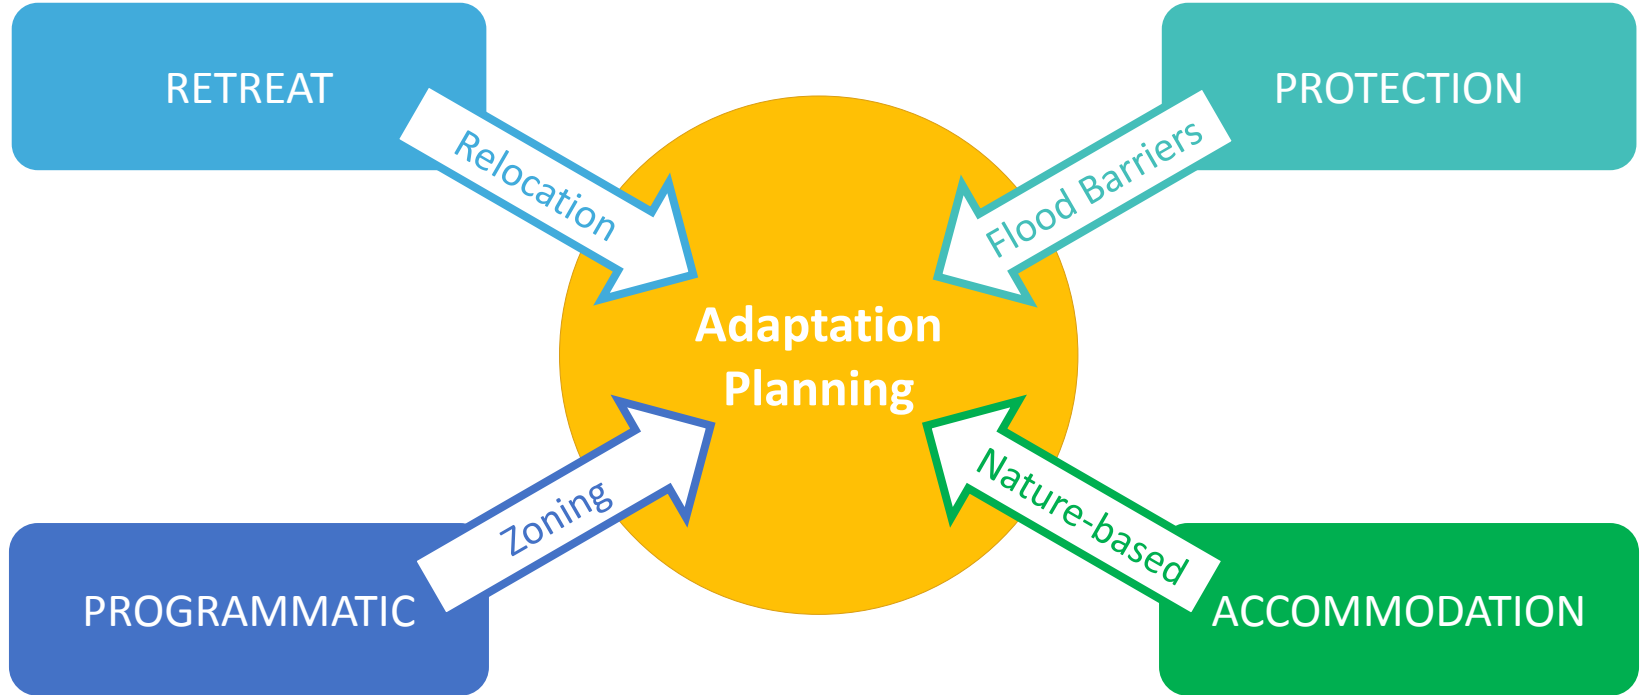 RETREAT
PROTECTION
Relocation
Flood Barriers
Adaptation
Planning
Zoning
Nature-based
PROGRAMMATIC
ACCOMMODATION